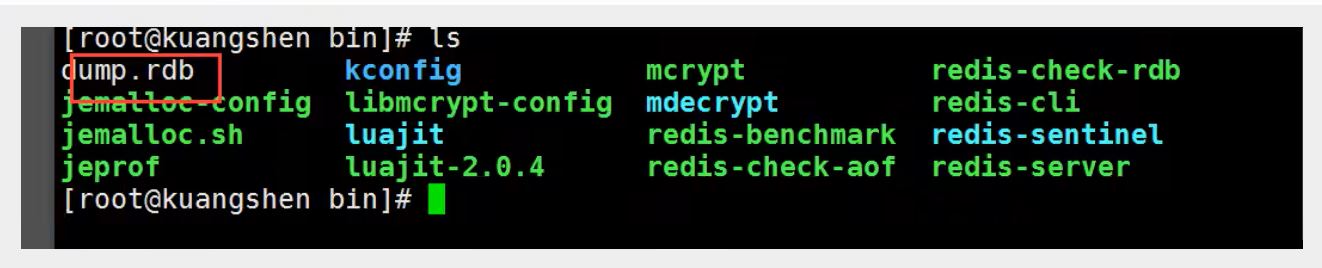 [root@kuangshen bin]# ls
dump.rdb kconfig mcrypt redis-check-rdb
jemalloc-config libmcrypt-config mdecrypt redis-cli
jemalloc.sh luajit redis-benchmark redis-sentinel
jeprof luajit-2.0.4 redis-check-aof redis-server
[root@kuangshen bin]#